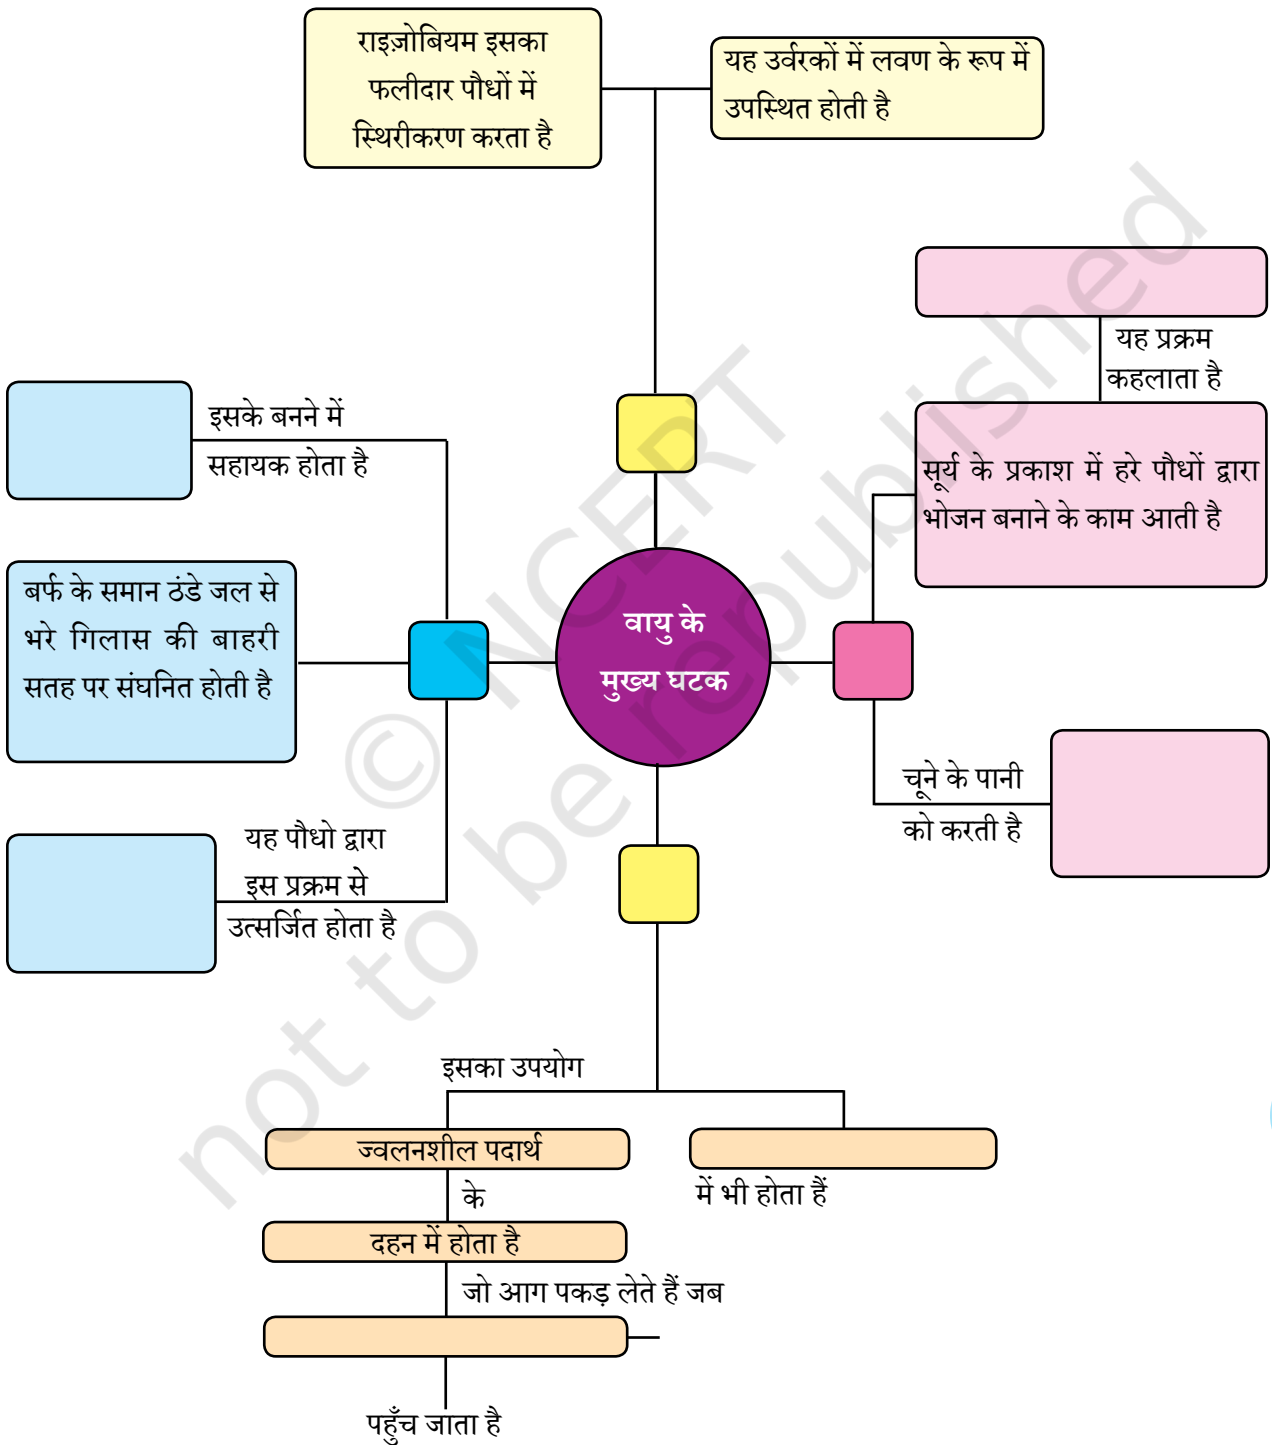 राइज़ोबियम इसका
फलीदार पौधों में
स्थिरीकरण करता है
यह उर्वरकों में लवण के रूप में
उपस्थित होती है
यह प्रक्रम
कहलाता है
सूर्य के प्रकाश में हरे पौधों द्वारा
भोजन बनाने के काम आती है
इसके बनने में
सहायक होता है
बर्फ के समान ठंडे जल से
भरे गिलास की बाहरी
सतह पर संघनित होती है
वायु के
मुख्य घटक
चूने के पानी
को करती है
यह पौधो द्वारा
इस प्रक्रम से
उत्सर्जित होता है
इसका उपयोग
ज्वलनशील पदार्थ
में भी होता हैं
के
दहन में होता है
जो आग पकड़ लेते हैं जब
पहुँच जाता है
© NCERT
not to be republished